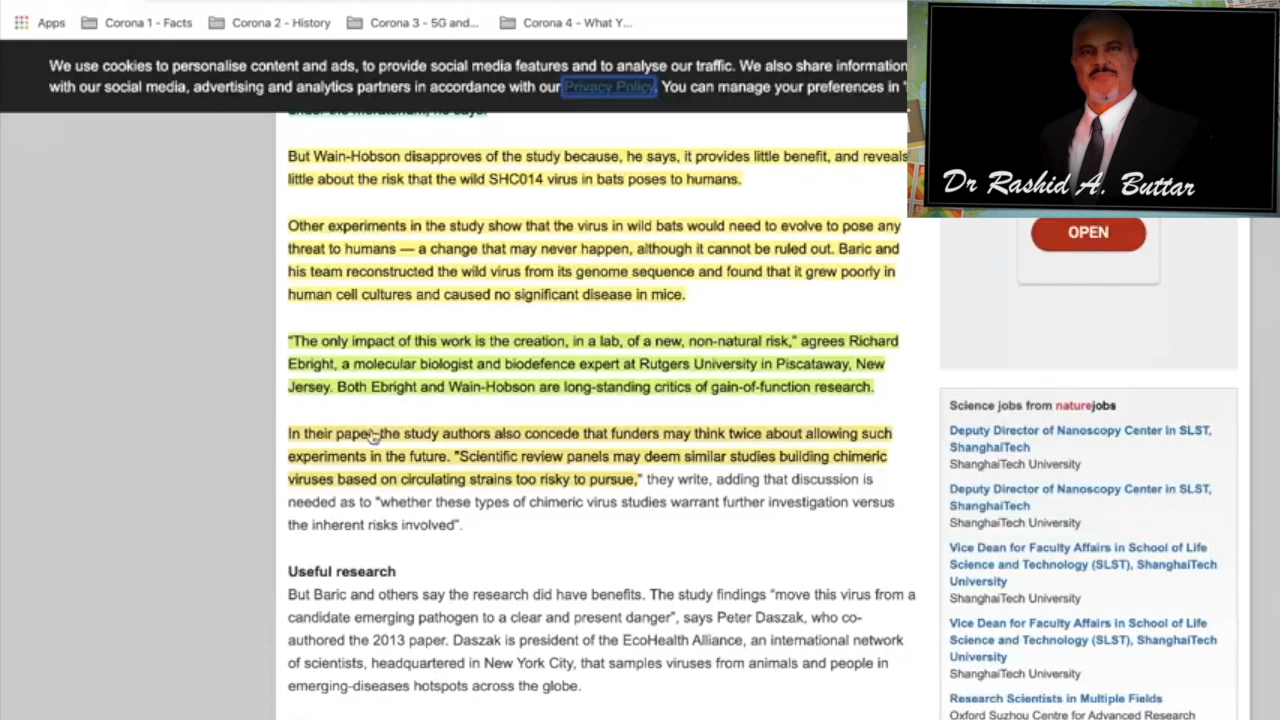 Apps
Corona 1 - Facts
Corona 2 - History
Corona 3 - 5G and...
Corona 4 - What Y...
We use cookies to personalise content and ads, to provide social media features and to analyse our traffic. We also share information
with our social media, advertising and analytics partners in accordance with our Privacy Policy. You can manage your preferences in '
Dr Rashid A. Buttar
under the moratorium, he says.
But Wain-Hobson disapproves of the study because, he says, it provides little benefit, and reveals
little about the risk that the wild SHC014 virus in bats poses to humans.
Other experiments in the study show that the virus in wild bats would need to evolve to pose any
threat to humans — a change that may never happen, although it cannot be ruled out. Baric and
his team reconstructed the wild virus from its genome sequence and found that it grew poorly in
human cell cultures and caused no significant disease in mice.
“The only impact of this work is the creation, in a lab, of a new, non-natural risk,” agrees Richard
Ebright, a molecular biologist and biodefence expert at Rutgers University in Piscataway, New
Jersey. Both Ebright and Wain-Hobson are long-standing critics of gain-of-function research.
In their paper, the study authors also concede that funders may think twice about allowing such
experiments in the future. "Scientific review panels may deem similar studies building chimeric
viruses based on circulating strains too risky to pursue," they write, adding that discussion is
needed as to "whether these types of chimeric virus studies warrant further investigation versus
the inherent risks involved”.
Useful research
But Baric and others say the research did have benefits. The study findings “move this virus from a
candidate emerging pathogen to a clear and present danger”, says Peter Daszak, who co-
authored the 2013 paper. Daszak is president of the EcoHealth Alliance, an international network
of scientists, headquartered in New York City, that samples viruses from animals and people in
emerging-diseases hotspots across the globe.
OPEN
Science jobs from naturejobs
Deputy Director of Nanoscopy Center in SLST,
ShanghaiTech
ShanghaiTech University
Deputy Director of Nanoscopy Center in SLST,
ShanghaiTech
ShanghaiTech University
Vice Dean for Faculty Affairs in School of Life
Science and Technology (SLST), ShanghaiTech
University
ShanghaiTech University
Vice Dean for Faculty Affairs in School of Life
Science and Technology (SLST), ShanghaiTech
University
ShanghaiTech University
Research Scientists in Multiple Fields
Oxford Suzhou Centre for Advanced Research